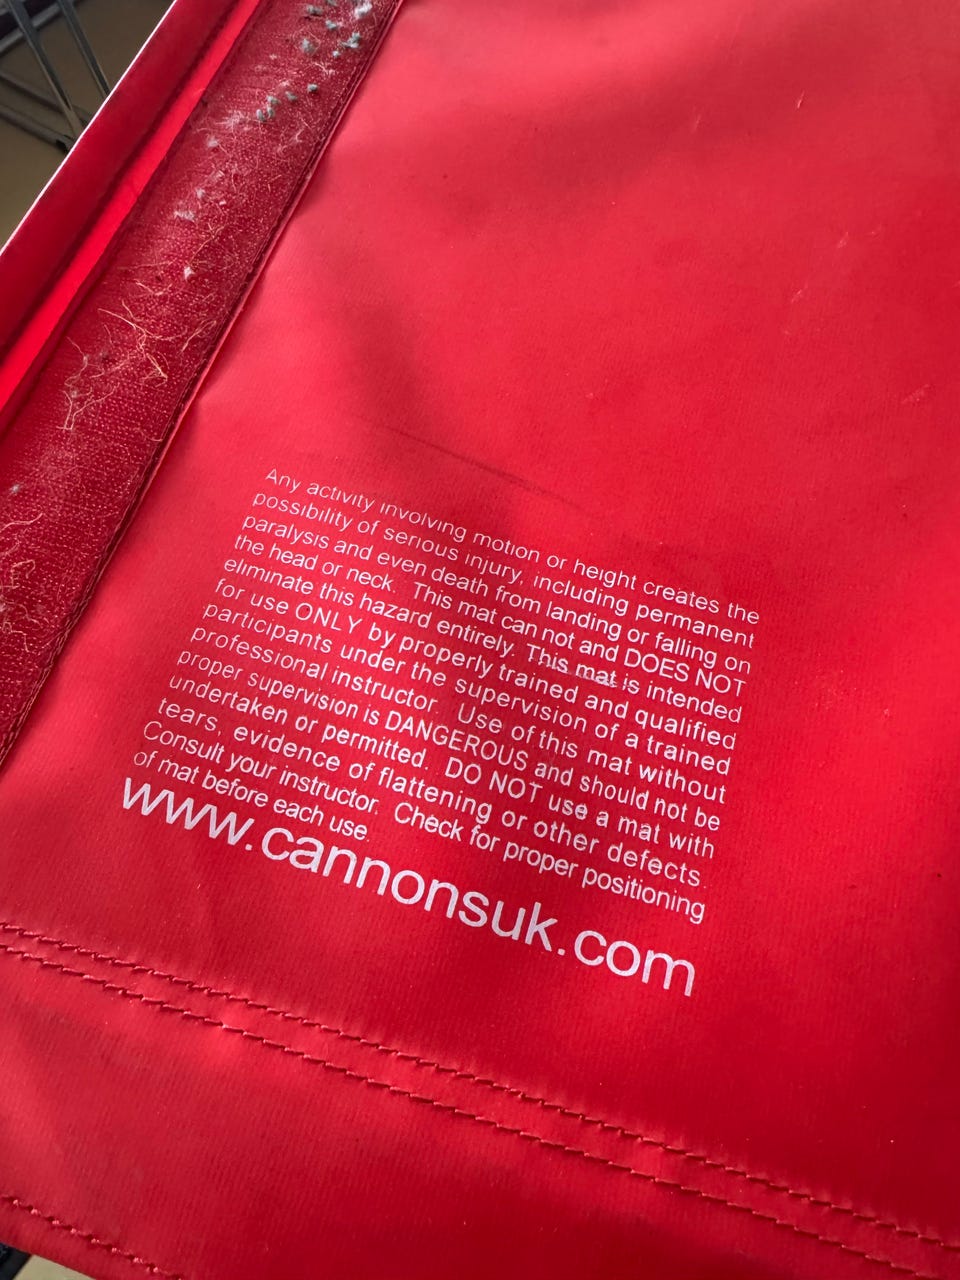 Any activity involving motion or height creates the
possibility of serious injury, including permanent
paralysis and even death from landing or falling on
the head or neck. This mat can not and DOES NOT
eliminate this hazard entirely. This mat is intended
for use ONLY by properly trained and qualified
participants under the supervision of a trained
professional instructor. Use of this mat without
proper supervision is DANGEROUS and should not be
undertaken or permitted. DO NOT use a mat with
tears, evidence of flattening or other defects.
Consult your instructor. Check for proper positioning
of mat before each use.
www.cannonsuk.com